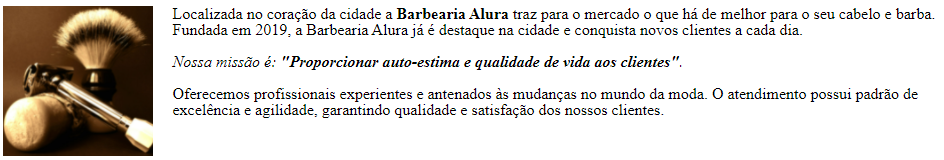 Localizada no coração da cidade a Barbearia Alura traz para o mercado o que há de melhor para o seu cabelo e barba.
Fundada em 2019, a Barbearia Alura já é destaque na cidade e conquista novos clientes a cada dia.
Nossa missão é: "Proporcionar auto-estima e qualidade de vida aos clientes".
Oferecemos profissionais experientes e antenados às mudanças no mundo da moda. O atendimento possui padrão de
excelência e agilidade, garantindo qualidade e satisfação dos nossos clientes.